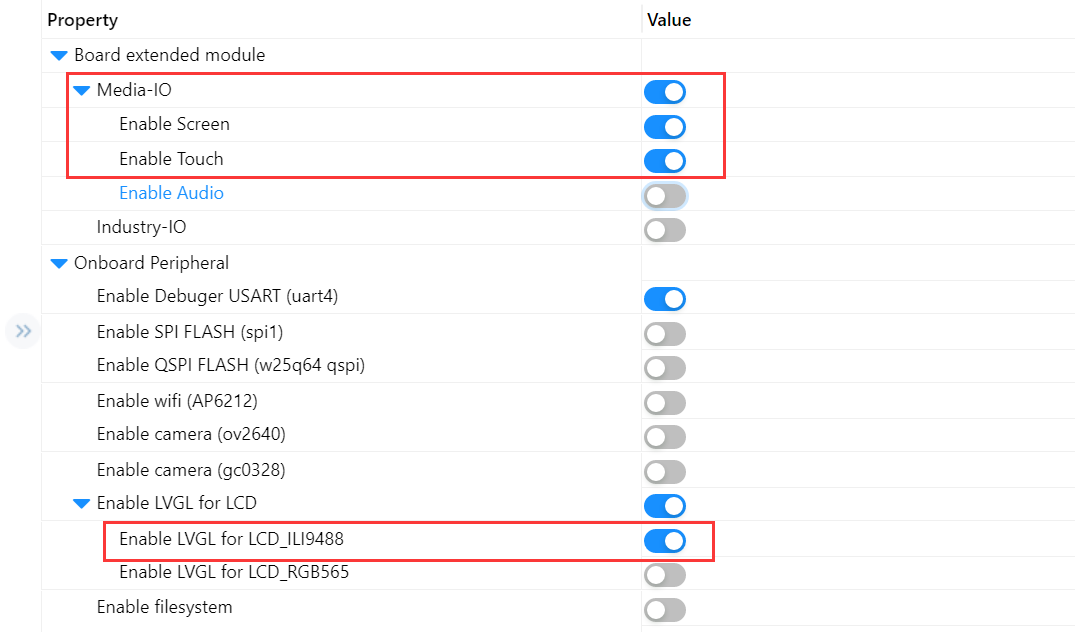 Property Value
Board extended module
Media-IO
Enable Screen
Enable Touch
Enable Audio
Industry-IO
Onboard Peripheral
Enable Debuger USART (uart4)
Enable SPI FLASH (spi1)
Enable QSPI FLASH (w25q64 qspi)
Enable wifi (AP6212)
Enable camera (ov2640)
Enable camera (gc0328)
Enable LVGL for LCD
Enable LVGL for LCD_ILI9488
Enable LVGL for LCD_RGB565
Enable filesystem